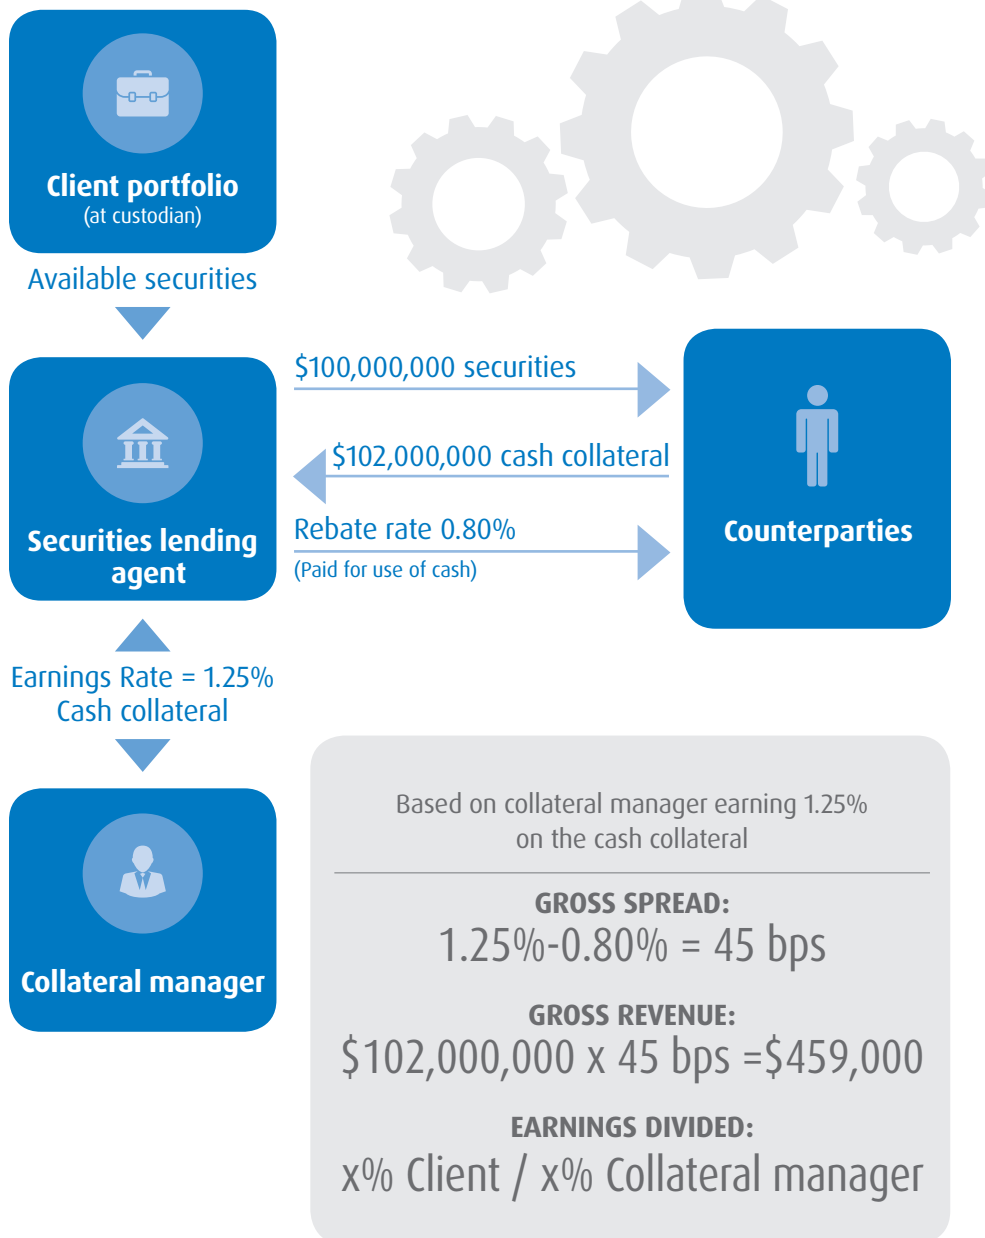 Client portfolio
(at custodian)
Available securities
$100,000,000 securities
$102,000,000 cash collateral
Rebate rate 0.80%
(Paid for use of cash)
Securities lending
agent
Counterparties
Earnings Rate = 1.25%
Cash collateral
Collateral manager
Based on collateral manager earning 1.25%
on the cash collateral
GROSS SPREAD:
1.25%-0.80% = 45 bps
GROSS REVENUE:
$102,000,000 x 45 bps =$459,000
EARNINGS DIVIDED:
x% Client / x% Collateral manager